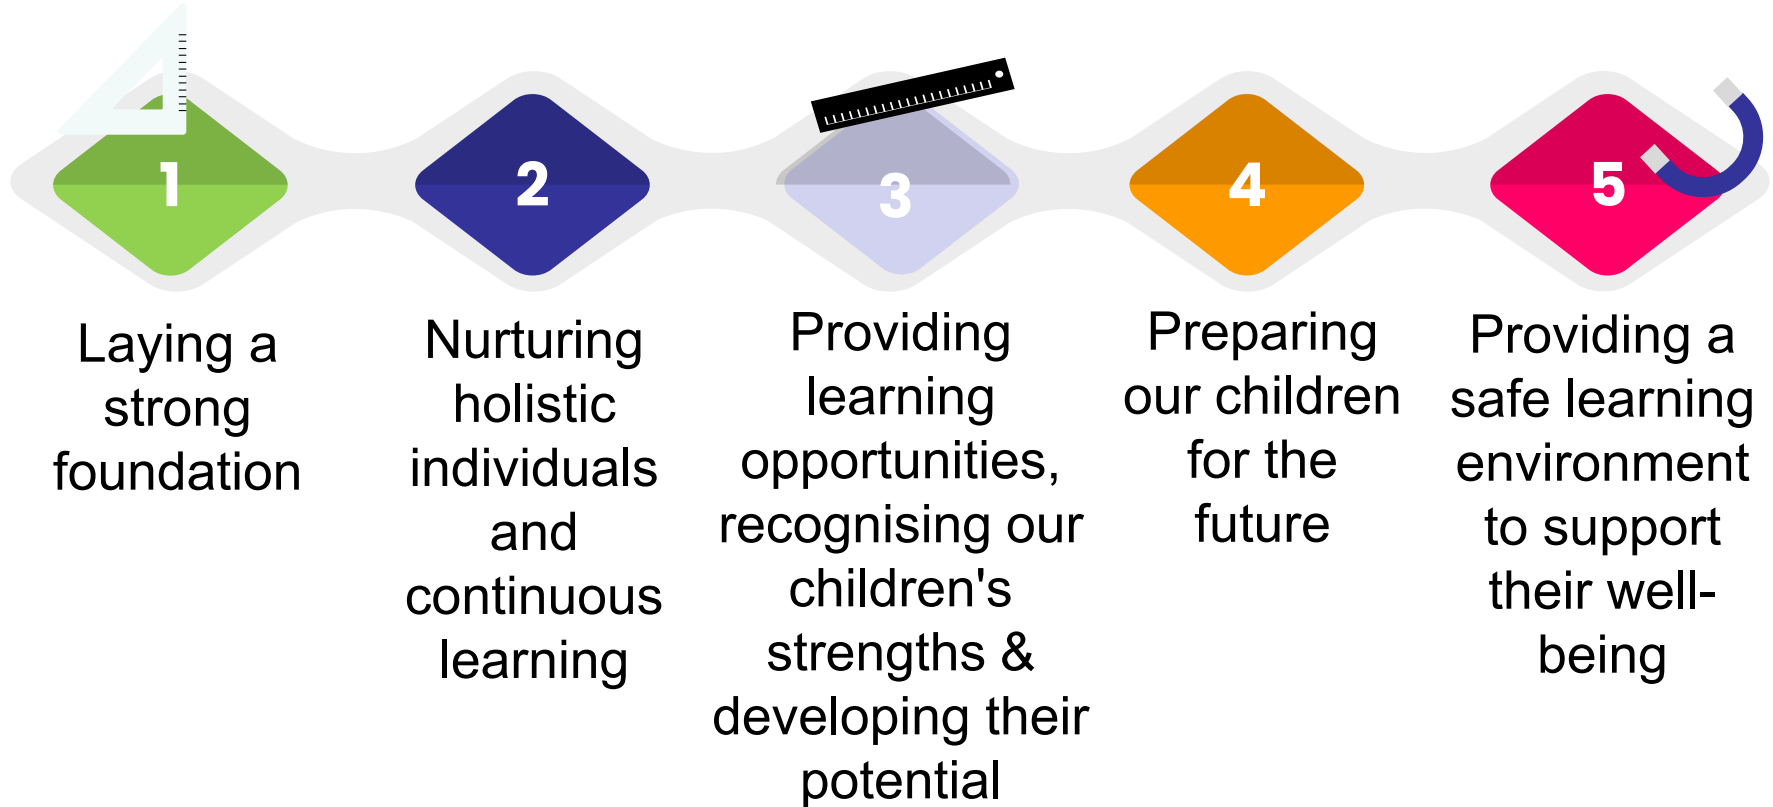 1
Laying a
strong
foundation
2
Nurturing
holistic
individuals
and
continuous
learning
3
Providing
learning
opportunities,
recognising our
children's
strengths &
developing their
potential
4
Preparing
our children
for the
future
5
Providing a
safe learning
environment
to support
their well-
being